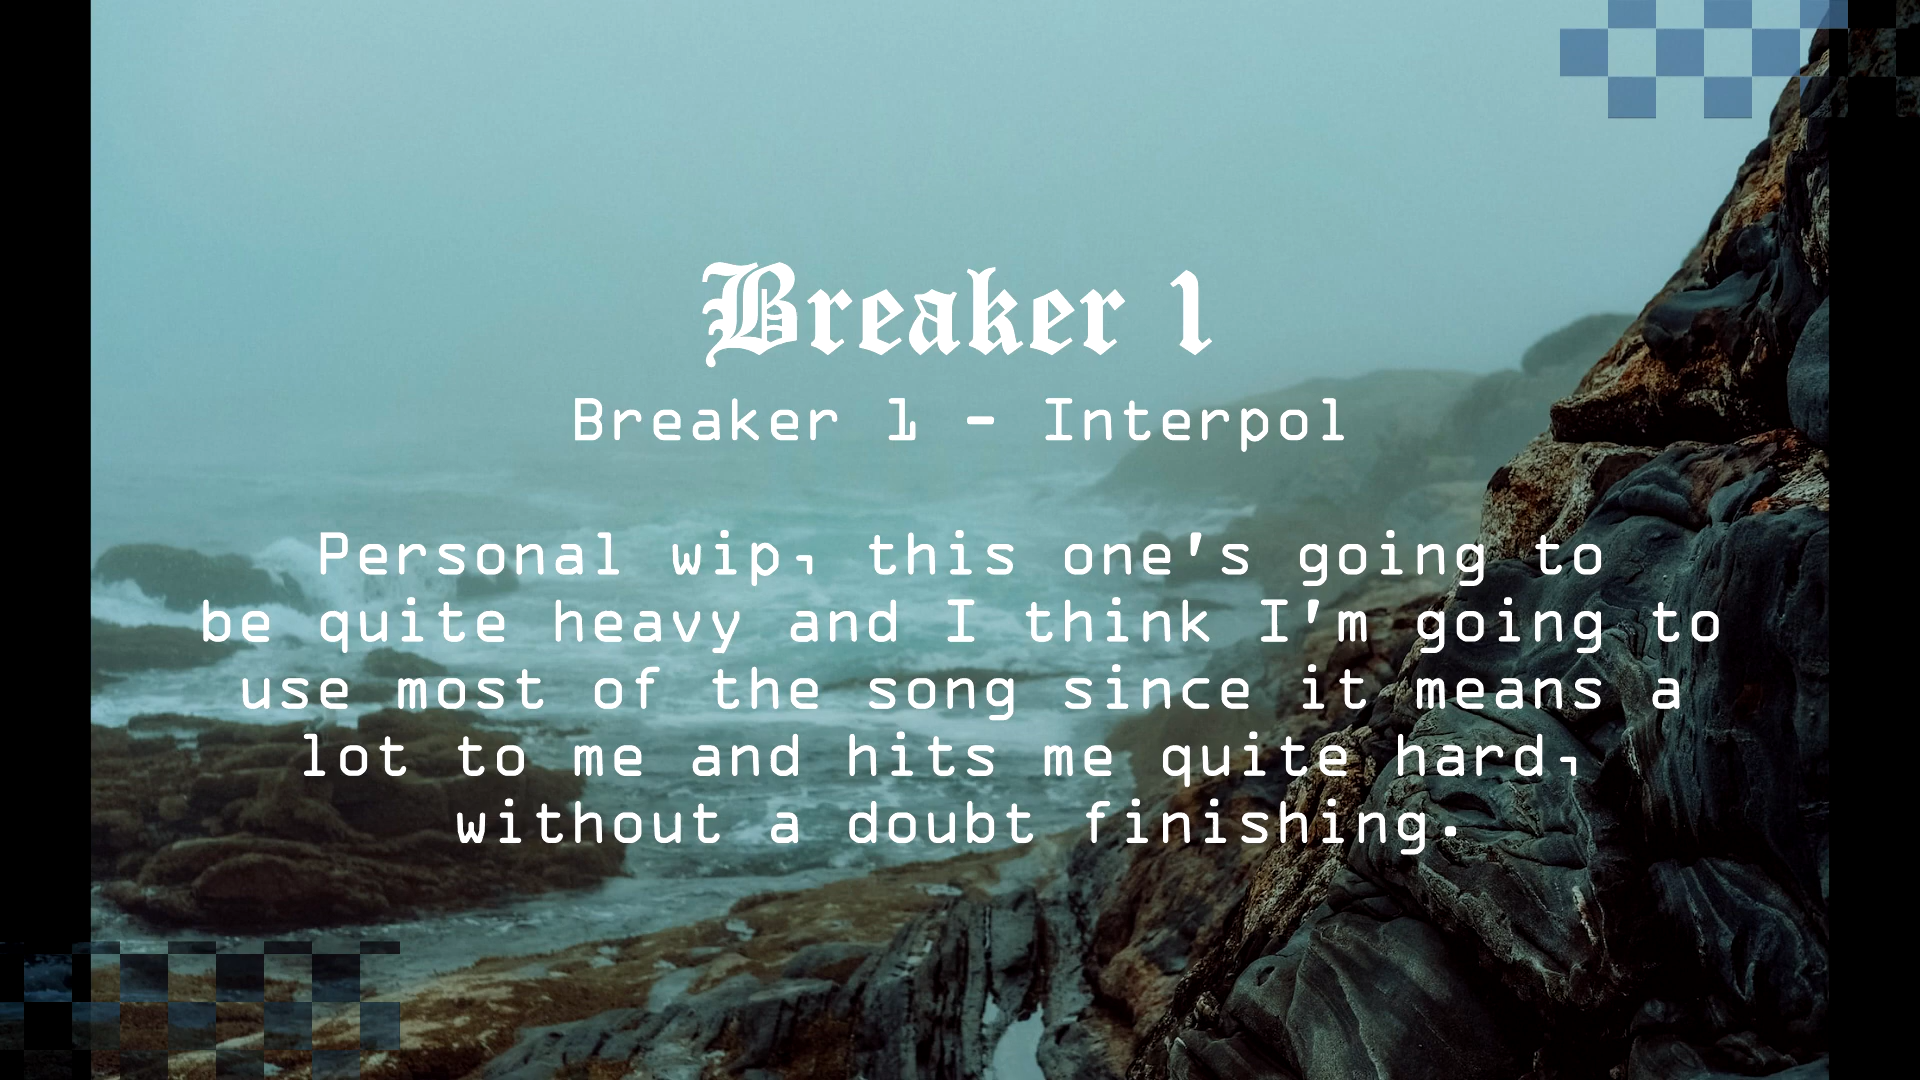 Breaker 1
Breaker 1 - Interpol
Personal wip, this one's going to
be quite heavy and I think I'm going to
use most of the song since it means a
lot to me and hits me quite hard,
without a doubt finishing.